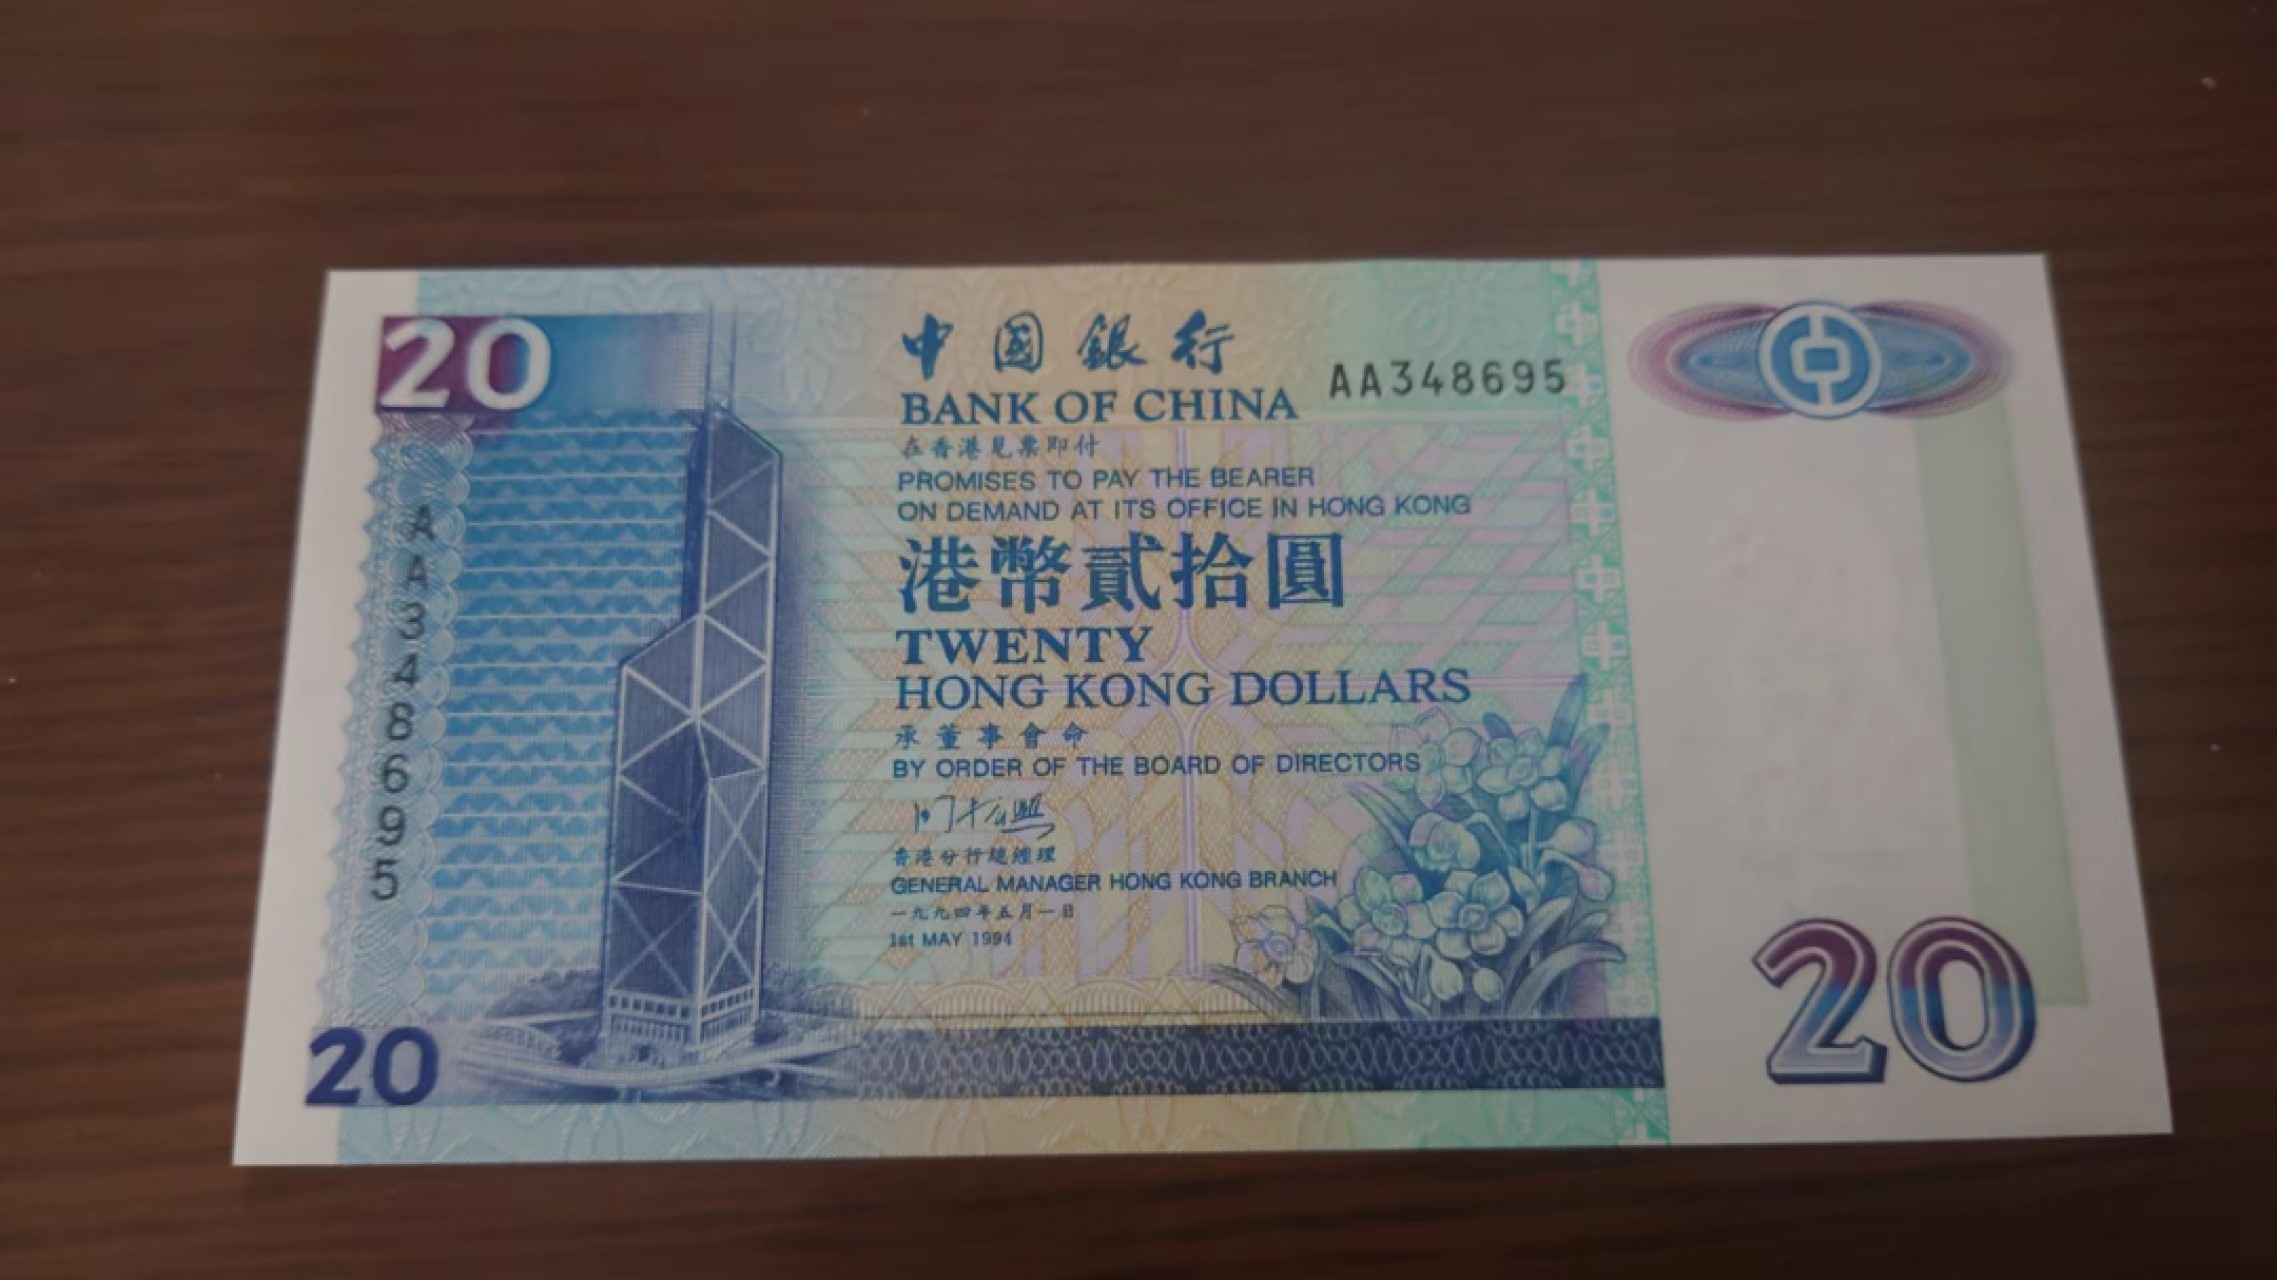 20
中國銀行
AA348695
BANK OF CHINA
在香港見票即付
PROMISES TO PAY THE BEARER
ON DEMAND AT ITS OFFICE IN HONG KONG
AA348695
港幣貳拾圓
TWENTY
HONG KONG DOLLARS
承董事會命
BY ORDER OF THE BOARD OF DIRECTORS
香港分行總經理
GENERAL MANAGER HONG KONG BRANCH
一九九四年五月一日
1st MAY 1994
20
20